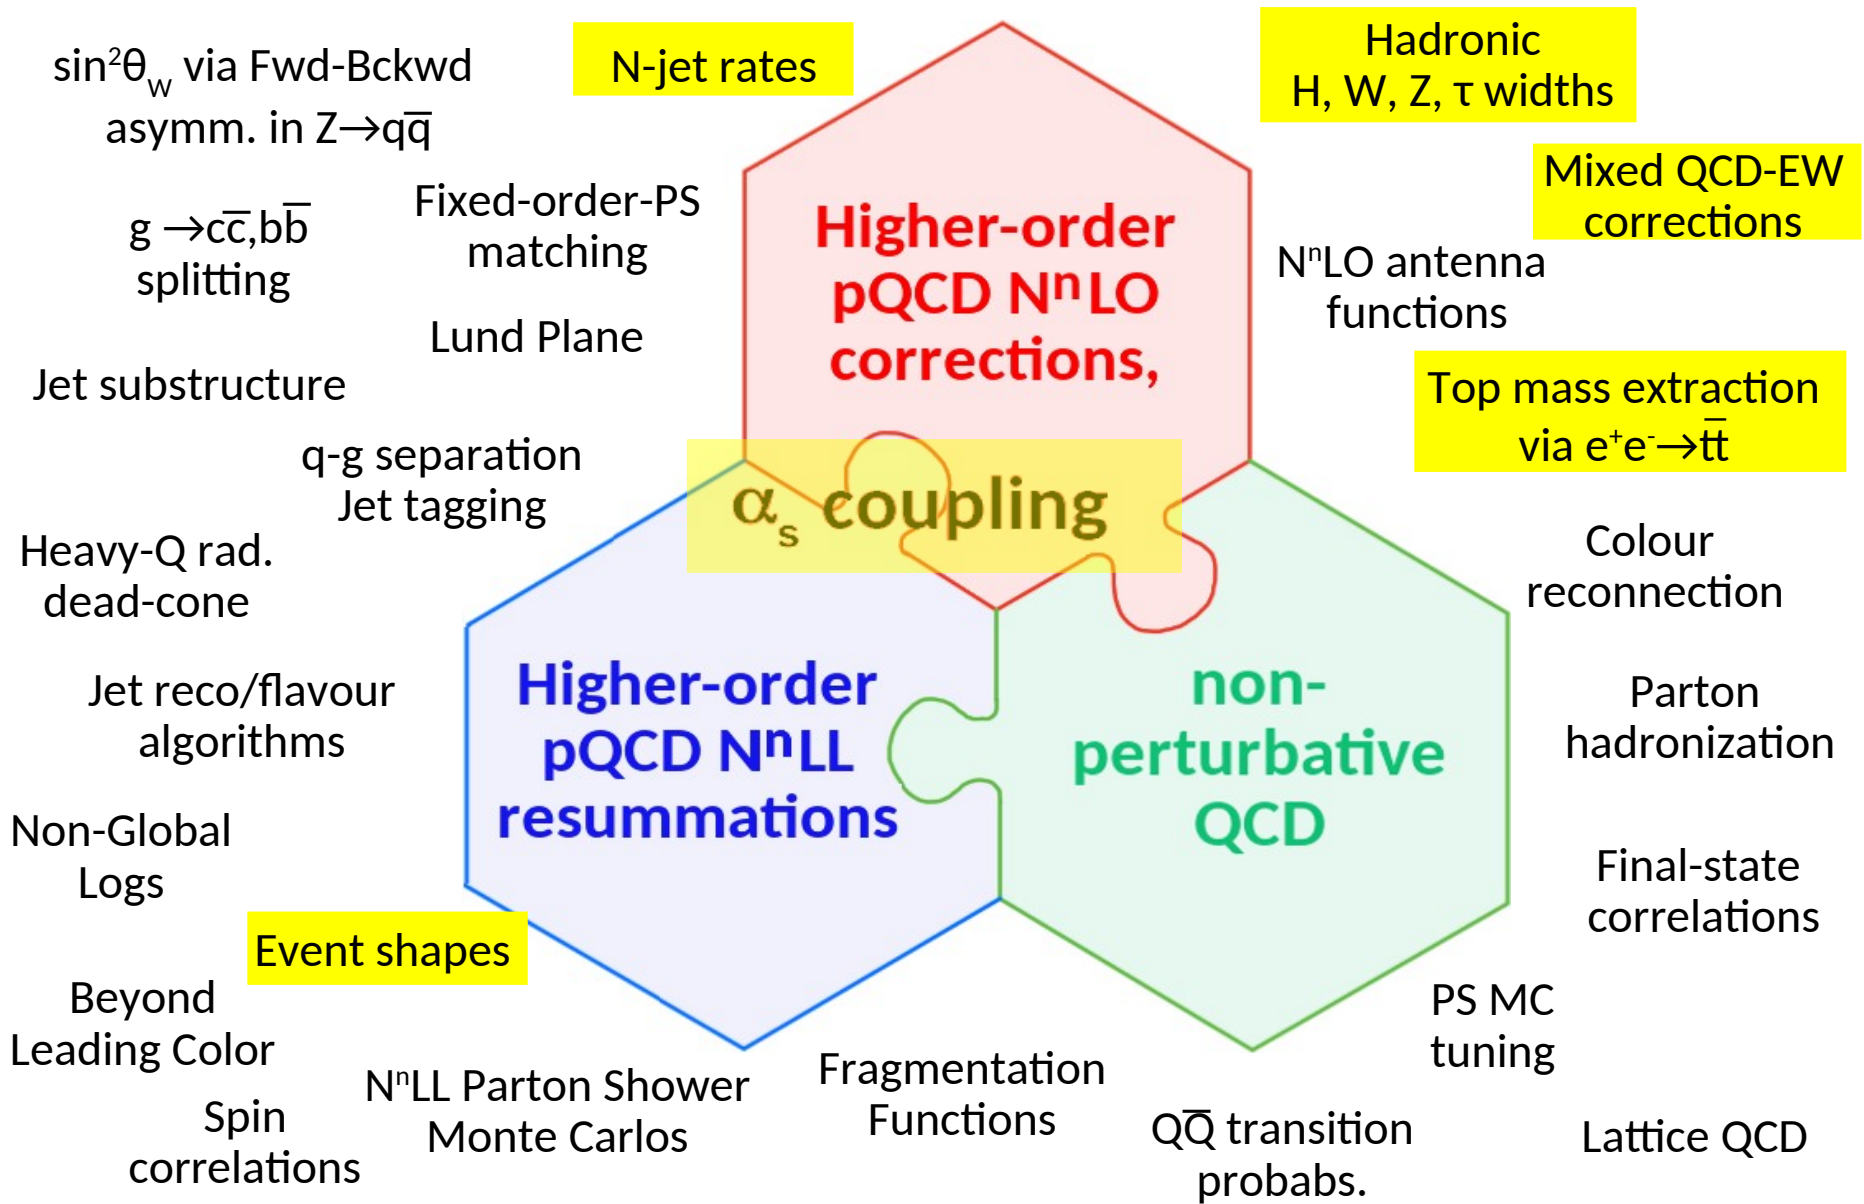 sin²θ_W via Fwd-Bckwd
asymm. in Z→qq̅
N-jet rates
Hadronic
H, W, Z, τ widths
Mixed QCD-EW
corrections
g →cc̅,bb̅
splitting
Fixed-order-PS
matching
Higher-order
pQCD NⁿLO
corrections,
NⁿLO antenna
functions
Lund Plane
Jet substructure
Top mass extraction
via e⁺e⁻→tt̅
q-g separation
Jet tagging
αₛ coupling
Heavy-Q rad.
dead-cone
Colour
reconnection
Jet reco/flavour
algorithms
Higher-order
pQCD NⁿLL
resummations
non-
perturbative
QCD
Parton
hadronization
Non-Global
Logs
Final-state
correlations
Event shapes
Beyond
Leading Color
PS MC
tuning
Spin
correlations
NⁿLL Parton Shower
Monte Carlos
Fragmentation
Functions
QQ̅ transition
probabs.
Lattice QCD